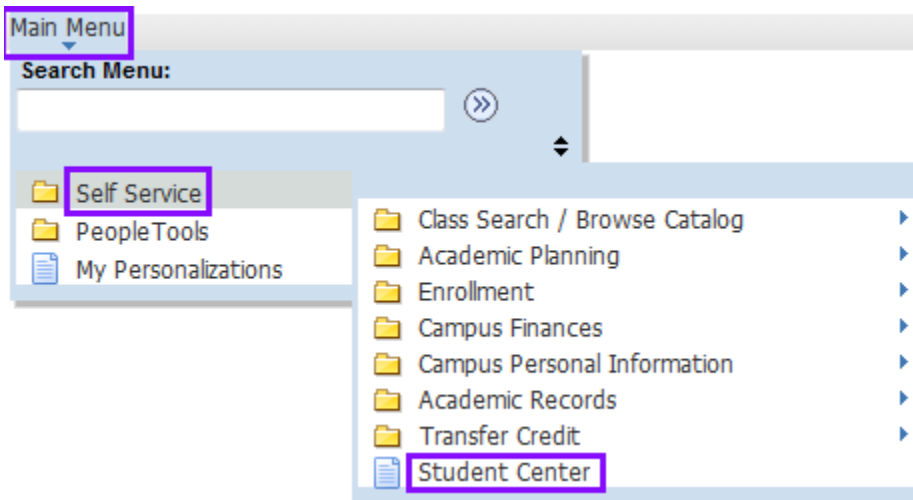 Main Menu
Search Menu:
Self Service
PeopleTools
My Personalizations
Class Search / Browse Catalog
Academic Planning
Enrollment
Campus Finances
Campus Personal Information
Academic Records
Transfer Credit
Student Center